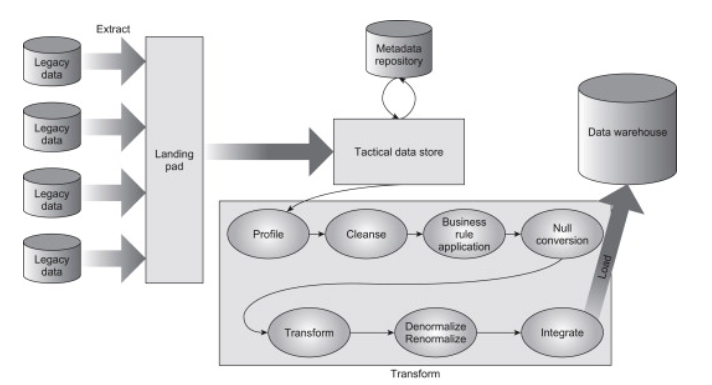 Extract
Legacy
data
Legacy
data
Legacy
data
Legacy
data
Landing
pad
Metadata
repository
Tactical data store
Data warehouse
Profile
Cleanse
Business
rule
application
Null
conversion
Load
Transform
Denormalize
Renormalize
Integrate
Transform